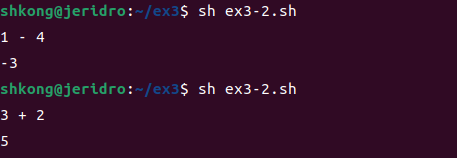 shkong@jeridro:~/ex3$ sh ex3-2.sh
1 - 4
-3
shkong@jeridro:~/ex3$ sh ex3-2.sh
3 + 2
5